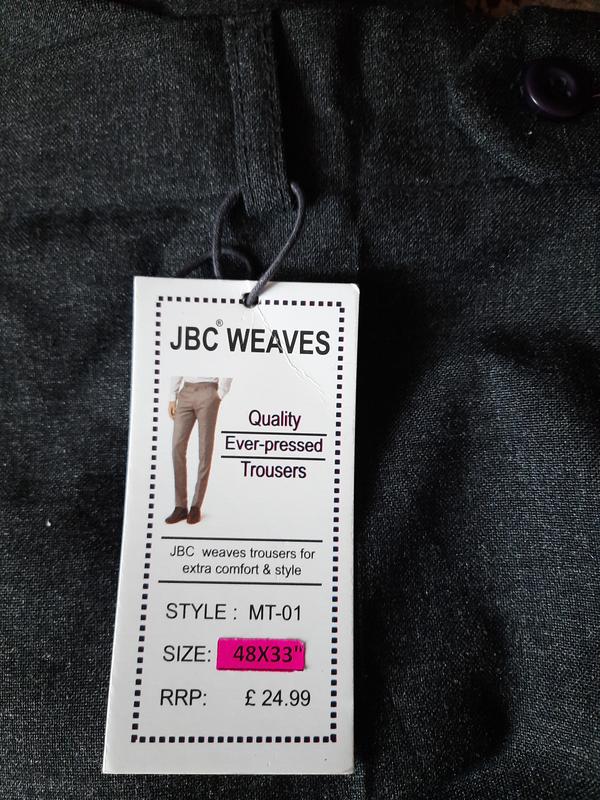 JBC® WEAVES
Quality
Ever-pressed
Trousers
JBC weaves trousers for
extra comfort & style
STYLE : MT-01
SIZE: 48X33"
RRP: £ 24.99